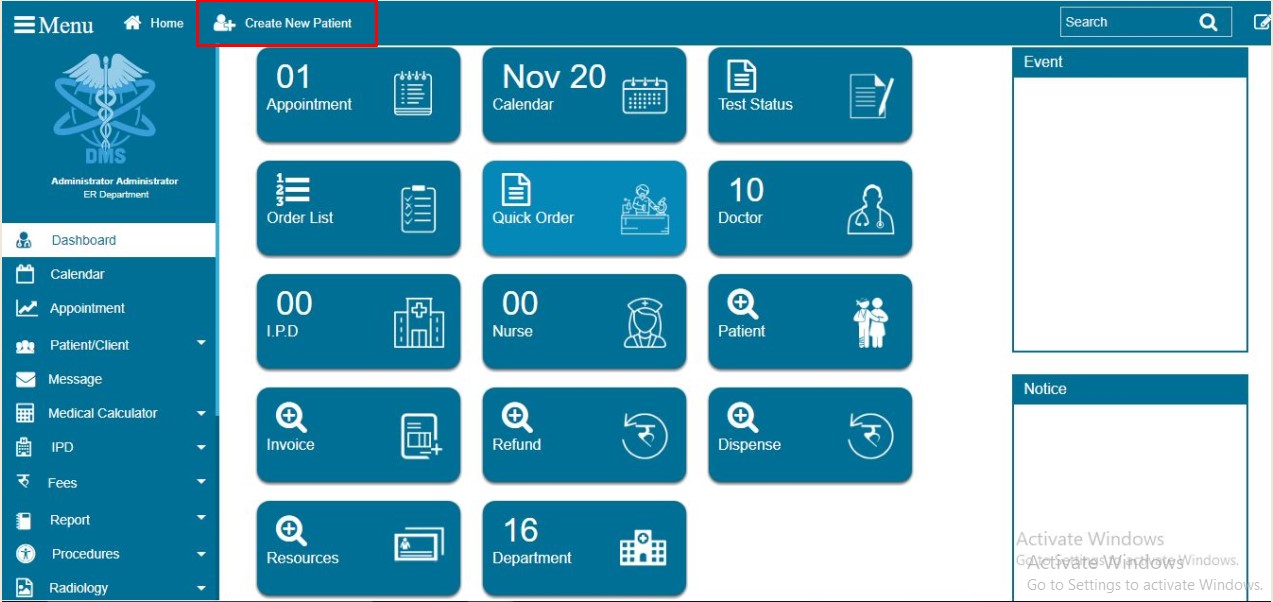 Menu Home Create New Patient Search
DMS
Administrator Administrator
ER Department
Dashboard
Calendar
Appointment
Patient/Client
Message
Medical Calculator
IPD
Fees
Report
Procedures
Radiology
01
Appointment
Nov 20
Calendar
Test Status
1
2
3
Order List
Quick Order
10
Doctor
00
I.P.D
00
Nurse
Patient
Invoice
रु
Refund
रु
Dispense
Resources
16
Department
Event
Notice
Activate Windows
Go to Settings to activate Windows.
Activate Windows
Go to Settings to activate Windows.